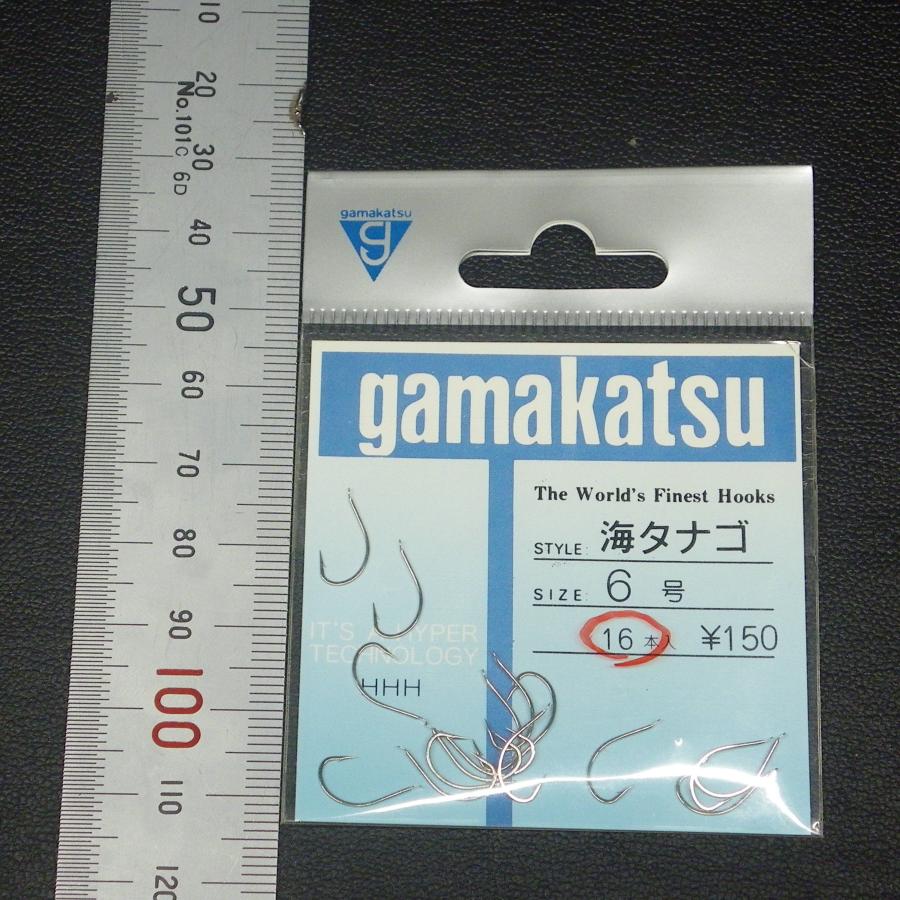 10
20
No.101C 6D
30
40
50
60
70
80
90
100
110
120
gamakatsu
g
gamakatsu
The World's Finest Hooks
STYLE: 海タナゴ
SIZE: 6 号
16 本入 ¥150
IT'S A HYPER
TECHNOLOGY
HHH